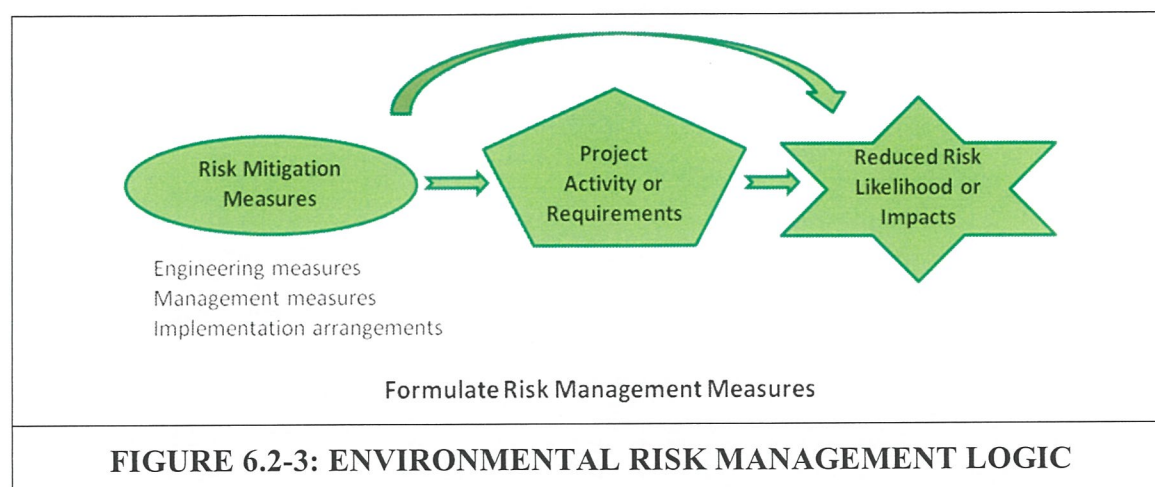 Risk Mitigation
Measures
Project
Activity or
Requirements
Reduced Risk
Likelihood or
Impacts
Engineering measures
Management measures
Implementation arrangements
Formulate Risk Management Measures
FIGURE 6.2-3: ENVIRONMENTAL RISK MANAGEMENT LOGIC